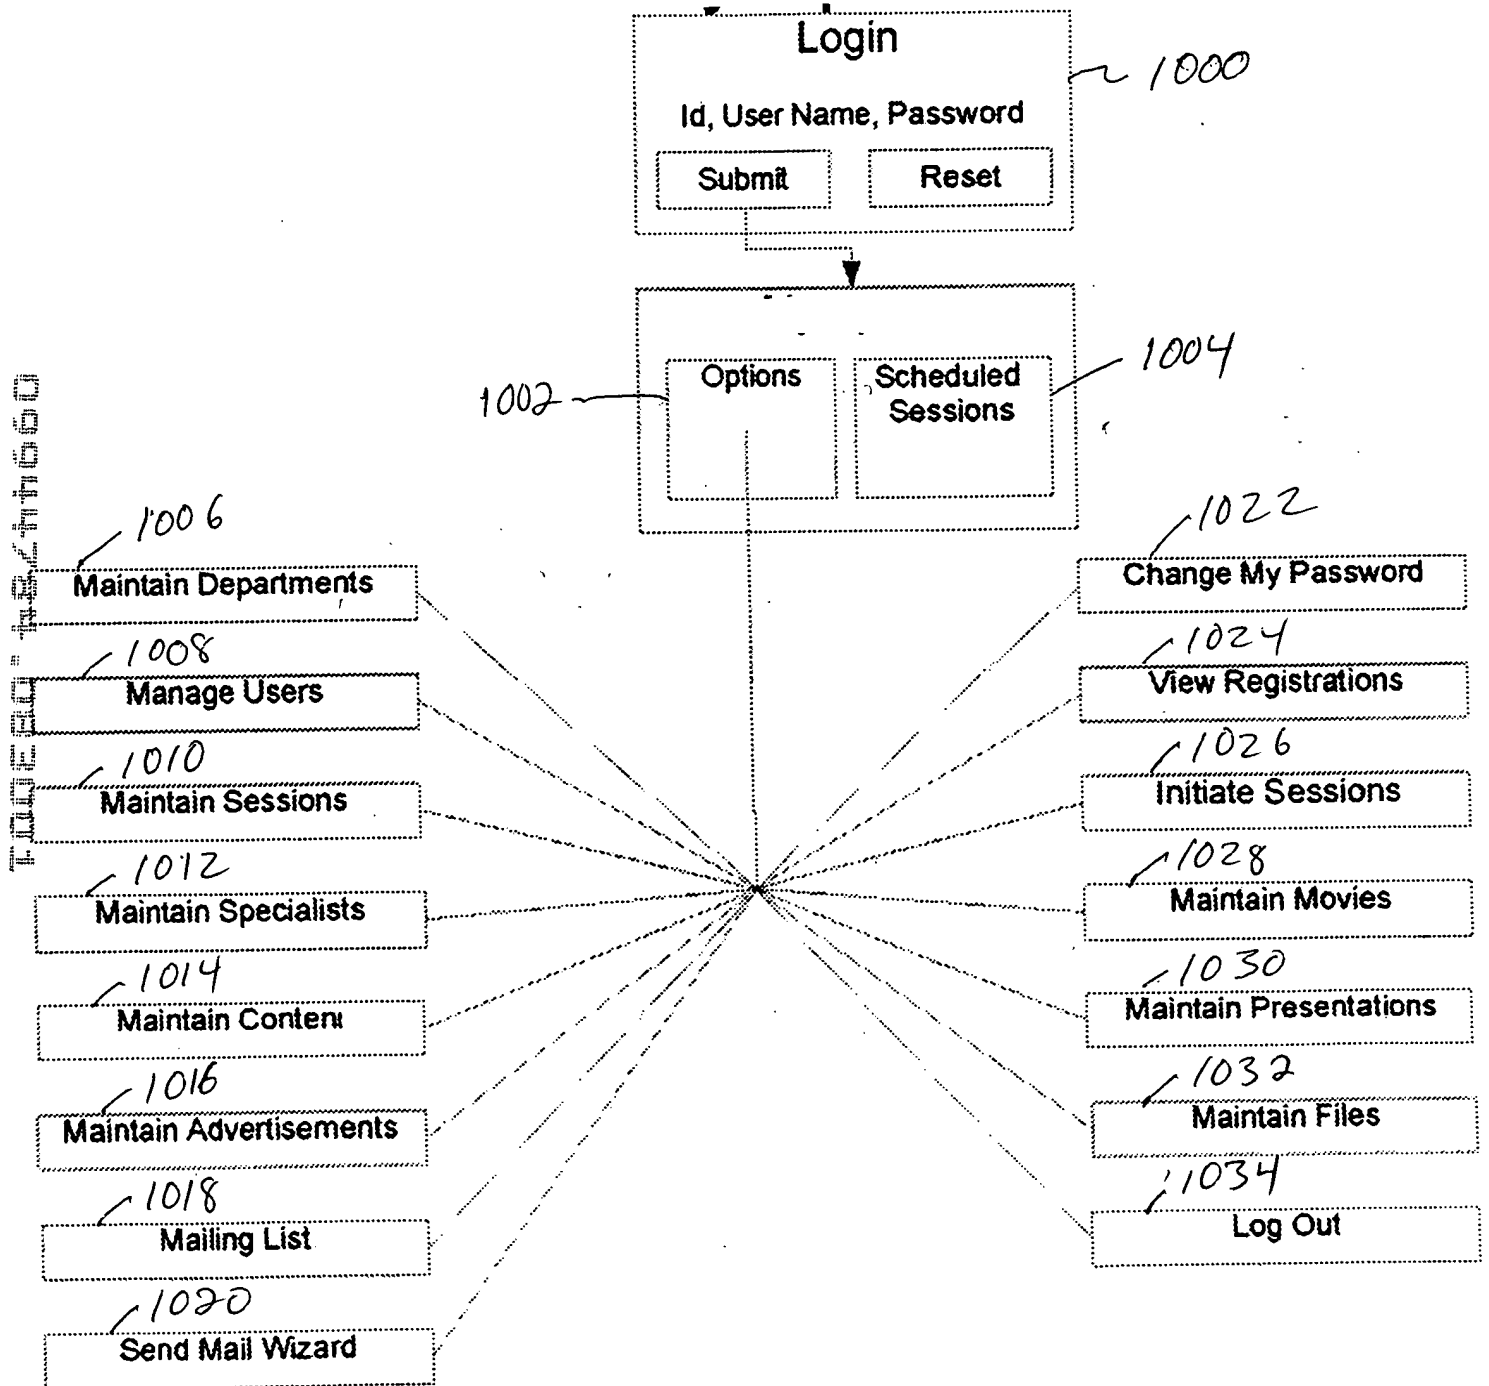 Login
1000
Id, User Name, Password
Submit
Reset
1002
Options
Scheduled
Sessions
1004
1006
Maintain Departments
1008
Manage Users
1010
Maintain Sessions
1012
Maintain Specialists
1014
Maintain Content
1016
Maintain Advertisements
1018
Mailing List
1020
Send Mail Wizard
1022
Change My Password
1024
View Registrations
1026
Initiate Sessions
1028
Maintain Movies
1030
Maintain Presentations
1032
Maintain Files
1034
Log Out